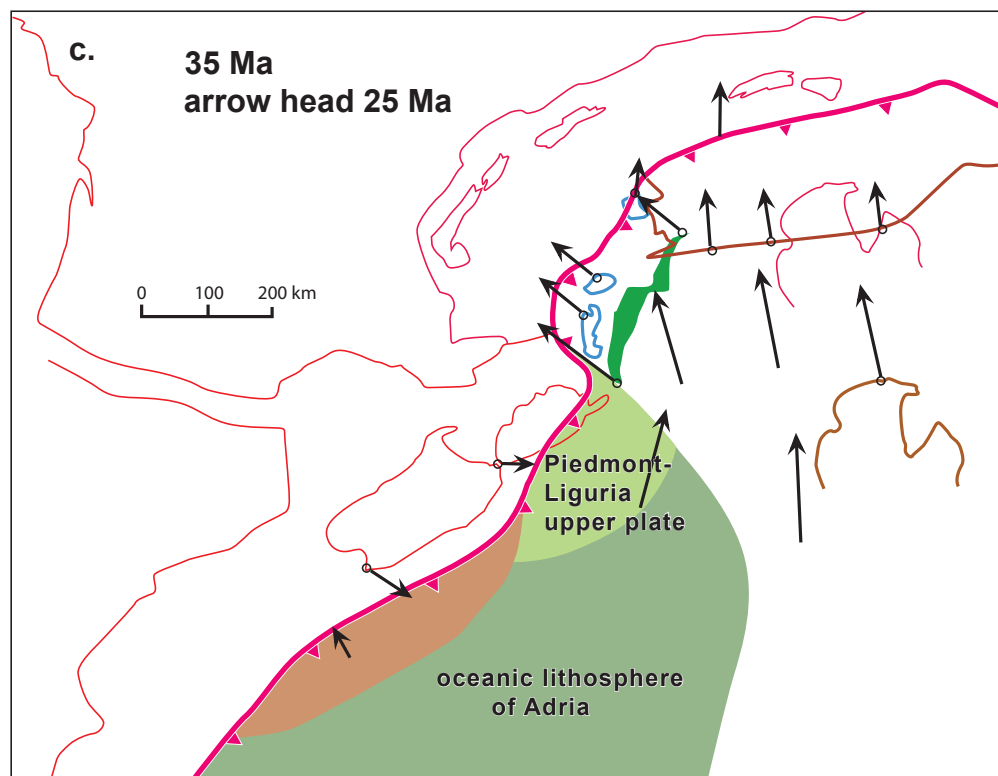 c.
35 Ma
arrow head 25 Ma
0 100 200 km
Piedmont-
Liguria
upper plate
oceanic lithosphere
of Adria